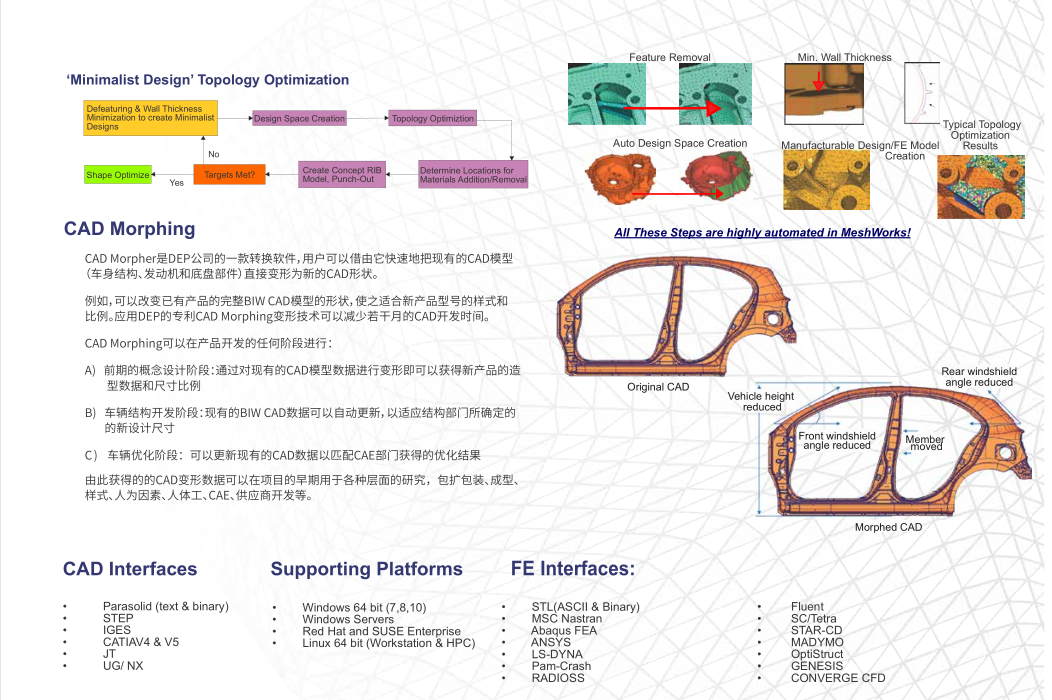 ‘Minimalist Design’ Topology Optimization
Defeaturing & Wall Thickness
Minimization to create Minimalist
Designs
Design Space Creation
Topology Optimiztion
No
Shape Optimize
Yes
Targets Met?
Create Concept RIB
Model, Punch-Out
Determine Locations for
Materials Addition/Removal
Feature Removal
Min. Wall Thickness
Auto Design Space Creation
Manufacturable Design/FE Model
Creation
Typical Topology
Optimization
Results
All These Steps are highly automated in MeshWorks!
CAD Morphing
CAD Morpher是DEP公司的一款转换软件，用户可以借由它快速地把现有的CAD模型
（车身结构、发动机和底盘部件）直接变形为新的CAD形状。
例如，可以改变已有产品的完整BIW CAD模型的形状，使之适合新产品型号的样式和
比例。应用DEP的专利CAD Morphing变形技术可以减少若干月的CAD开发时间。
CAD Morphing可以在产品开发的任何阶段进行：
A) 前期的概念设计阶段：通过对现有的CAD模型数据进行变形即可以获得新产品的造
型数据和尺寸比例
B) 车辆结构开发阶段：现有的BIW CAD数据可以自动更新，以适应结构部门所确定的
的新设计尺寸
C) 车辆优化阶段：可以更新现有的CAD数据以匹配CAE部门获得的优化结果
由此获得的的CAD变形数据可以在项目的早期用于各种层面的研究，包扩包装、成型、
样式、人为因素、人体工、CAE、供应商开发等。
Original CAD
Vehicle height
reduced
Rear windshield
angle reduced
Front windshield
angle reduced
Member
moved
Morphed CAD
CAD Interfaces
• Parasolid (text & binary)
• STEP
• IGES
• CATIAV4 & V5
• JT
• UG/ NX
Supporting Platforms
• Windows 64 bit (7,8,10)
• Windows Servers
• Red Hat and SUSE Enterprise
• Linux 64 bit (Workstation & HPC)
FE Interfaces:
• STL(ASCII & Binary)
• MSC Nastran
• Abaqus FEA
• ANSYS
• LS-DYNA
• Pam-Crash
• RADIOSS
• Fluent
• SC/Tetra
• STAR-CD
• MADYMO
• OptiStruct
• GENESIS
• CONVERGE CFD